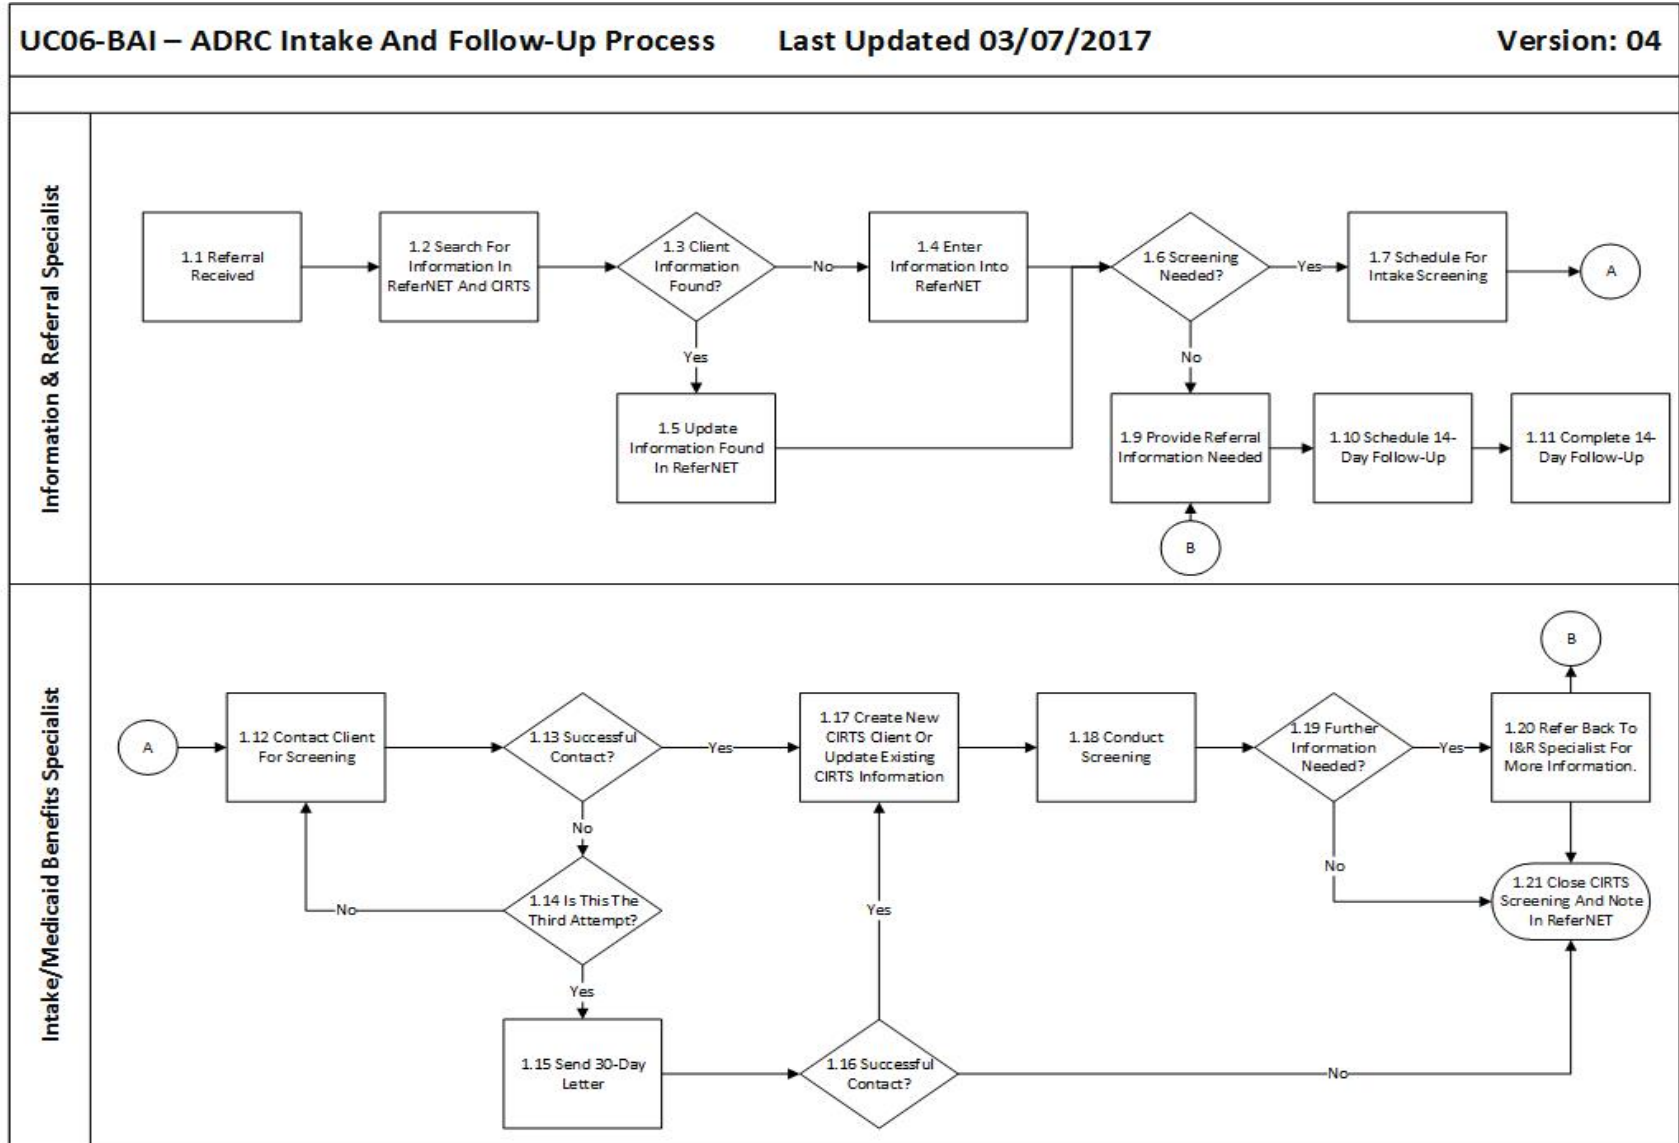 UC06-BAI – ADRC Intake And Follow-Up Process Last Updated 03/07/2017 Version: 04
Information & Referral Specialist
1.1 Referral
Received
1.2 Search For
Information In
ReferNET And CIRTS
1.3 Client
Information
Found?
No
1.4 Enter
Information Into
ReferNET
1.6 Screening
Needed?
Yes
1.7 Schedule For
Intake Screening
A
Yes
No
1.5 Update
Information Found
In ReferNET
1.9 Provide Referral
Information Needed
1.10 Schedule 14-
Day Follow-Up
1.11 Complete 14-
Day Follow-Up
B
Intake/Medicaid Benefits Specialist
B
A
1.12 Contact Client
For Screening
1.13 Successful
Contact?
Yes
1.17 Create New
CIRTS Client Or
Update Existing
CIRTS Information
1.18 Conduct
Screening
1.19 Further
Information
Needed?
Yes
1.20 Refer Back To
I&R Specialist For
More Information.
No
No
1.14 Is This The
Third Attempt?
No
Yes
1.21 Close CIRTS
Screening And Note
In ReferNET
Yes
1.15 Send 30-Day
Letter
1.16 Successful
Contact?
No